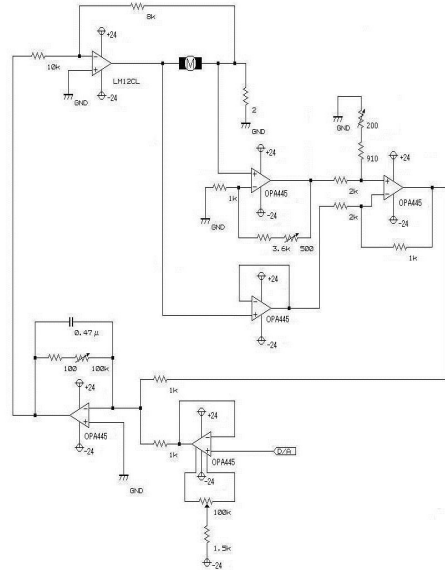 8k
+24
10k
M
LM12CL
GND
-24
2
GND
GND
200
+24
910
+24
1k
OPA445
2k
OPA445
2k
-24
-24
GND
3.6k
500
1k
+24
OPA445
-24
0.47μ
100
100k
+24
1k
OPA445
-24
1k
+24
OPA445
D/A
GND
-24
100k
1.5k
-24